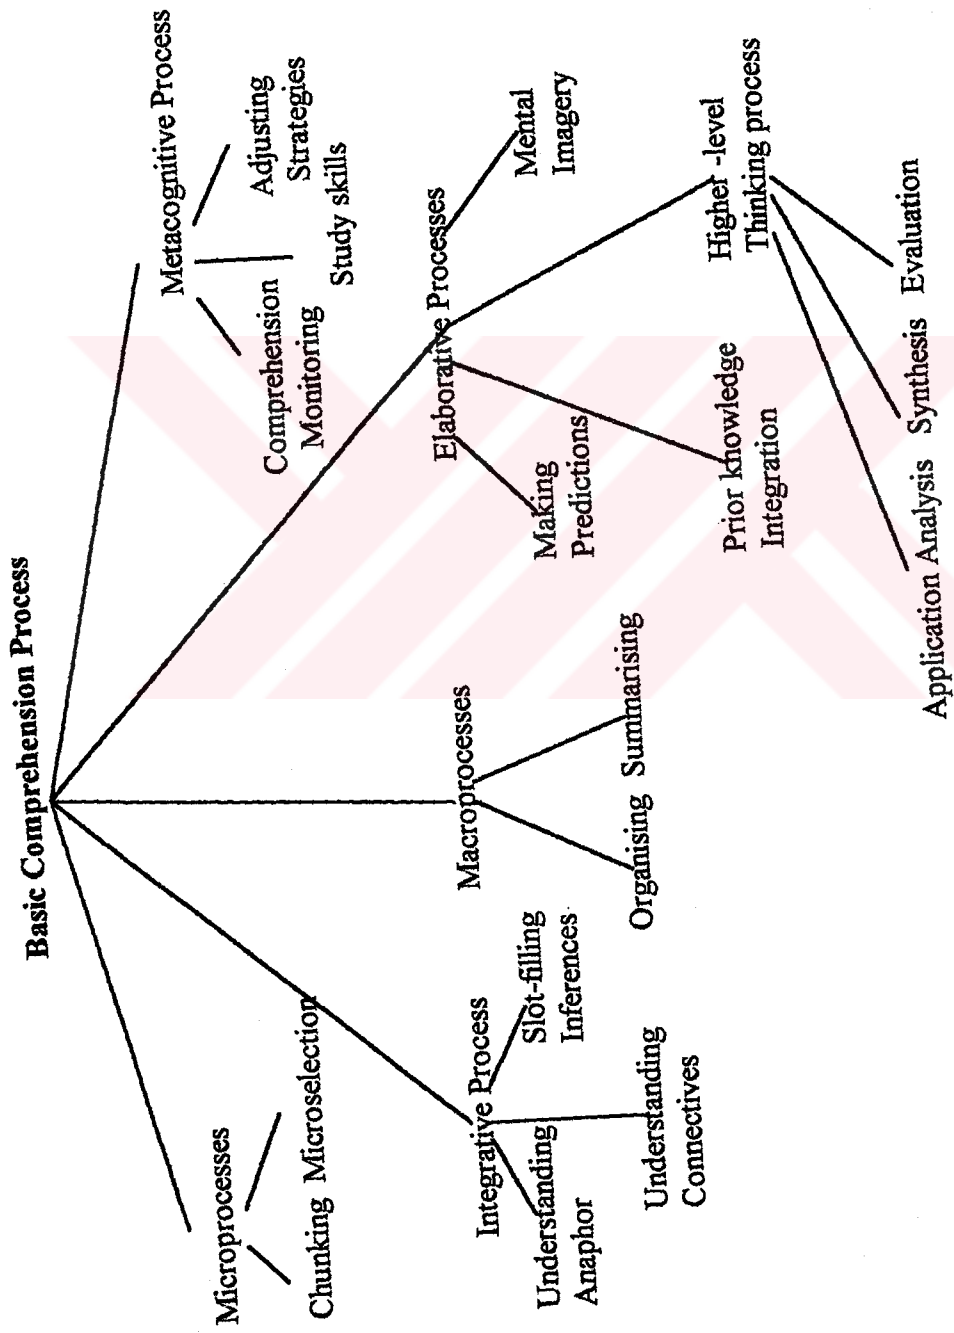 Basic Comprehension Process
Microprocesses
Chunking Microselection
Integrative Process
Understanding
Anaphor
Slot-filling
Inferences
Understanding
Connectives
Macroprocesses
Organising Summarising
Elaborative Processes
Making
Predictions
Prior knowledge
Integration
Mental
Imagery
Higher -level
Thinking process
Application Analysis Synthesis Evaluation
Metacognitive Process
Comprehension
Monitoring
Study skills
Adjusting
Strategies